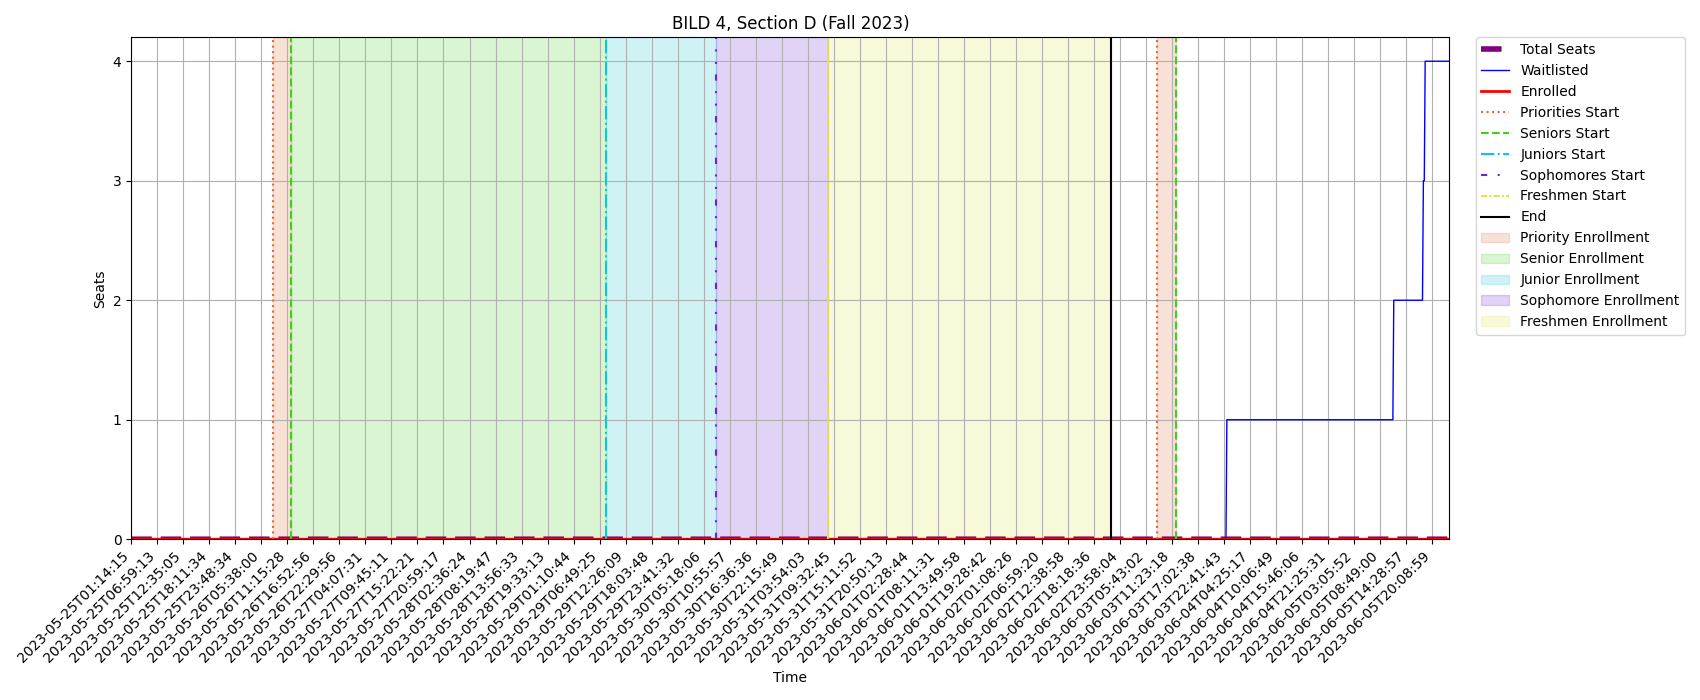 BILD 4, Section D (Fall 2023)
Seats
4
3
2
1
0
2023-05-25T01:14:15
2023-05-25T06:59:13
2023-05-25T12:35:05
2023-05-25T18:11:34
2023-05-25T23:48:34
2023-05-26T05:38:00
2023-05-26T11:15:28
2023-05-26T16:52:56
2023-05-26T22:29:56
2023-05-27T04:07:31
2023-05-27T09:45:11
2023-05-27T15:22:21
2023-05-27T20:59:17
2023-05-28T02:36:24
2023-05-28T08:19:47
2023-05-28T13:56:33
2023-05-28T19:33:13
2023-05-29T01:10:44
2023-05-29T06:49:25
2023-05-29T12:26:09
2023-05-29T18:03:48
2023-05-29T23:41:32
2023-05-30T05:18:06
2023-05-30T10:55:57
2023-05-30T16:36:36
2023-05-30T22:15:49
2023-05-31T03:54:03
2023-05-31T09:32:45
2023-05-31T15:11:52
2023-05-31T20:50:13
2023-06-01T02:28:44
2023-06-01T08:11:31
2023-06-01T13:49:58
2023-06-01T19:28:42
2023-06-02T01:08:26
2023-06-02T06:59:20
2023-06-02T12:38:58
2023-06-02T18:18:36
2023-06-02T23:58:04
2023-06-03T05:43:02
2023-06-03T11:23:18
2023-06-03T17:02:38
2023-06-03T22:41:43
2023-06-04T04:25:17
2023-06-04T10:06:49
2023-06-04T15:46:06
2023-06-04T21:25:31
2023-06-05T03:05:52
2023-06-05T08:49:00
2023-06-05T14:28:57
2023-06-05T20:08:59
Time
Total Seats
Waitlisted
Enrolled
Priorities Start
Seniors Start
Juniors Start
Sophomores Start
Freshmen Start
End
Priority Enrollment
Senior Enrollment
Junior Enrollment
Sophomore Enrollment
Freshmen Enrollment